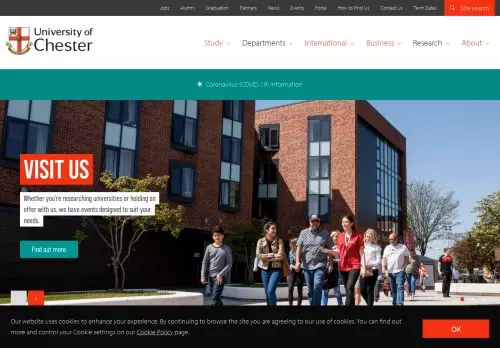 Jobs Alumni Graduation Partners News Events Portal How to Find Us Contact Us Term Dates Site search
University of
Chester
Study Departments International Business Research About
Coronavirus (COVID-19) information
VISIT US
Whether you're researching universities or holding an
offer with us, we have events designed to suit your
needs.
Find out more
Our website uses cookies to enhance your experience. By continuing to browse the site you are agreeing to our use of cookies. You can find out
more and control your Cookie settings on our Cookie Policy page.
OK